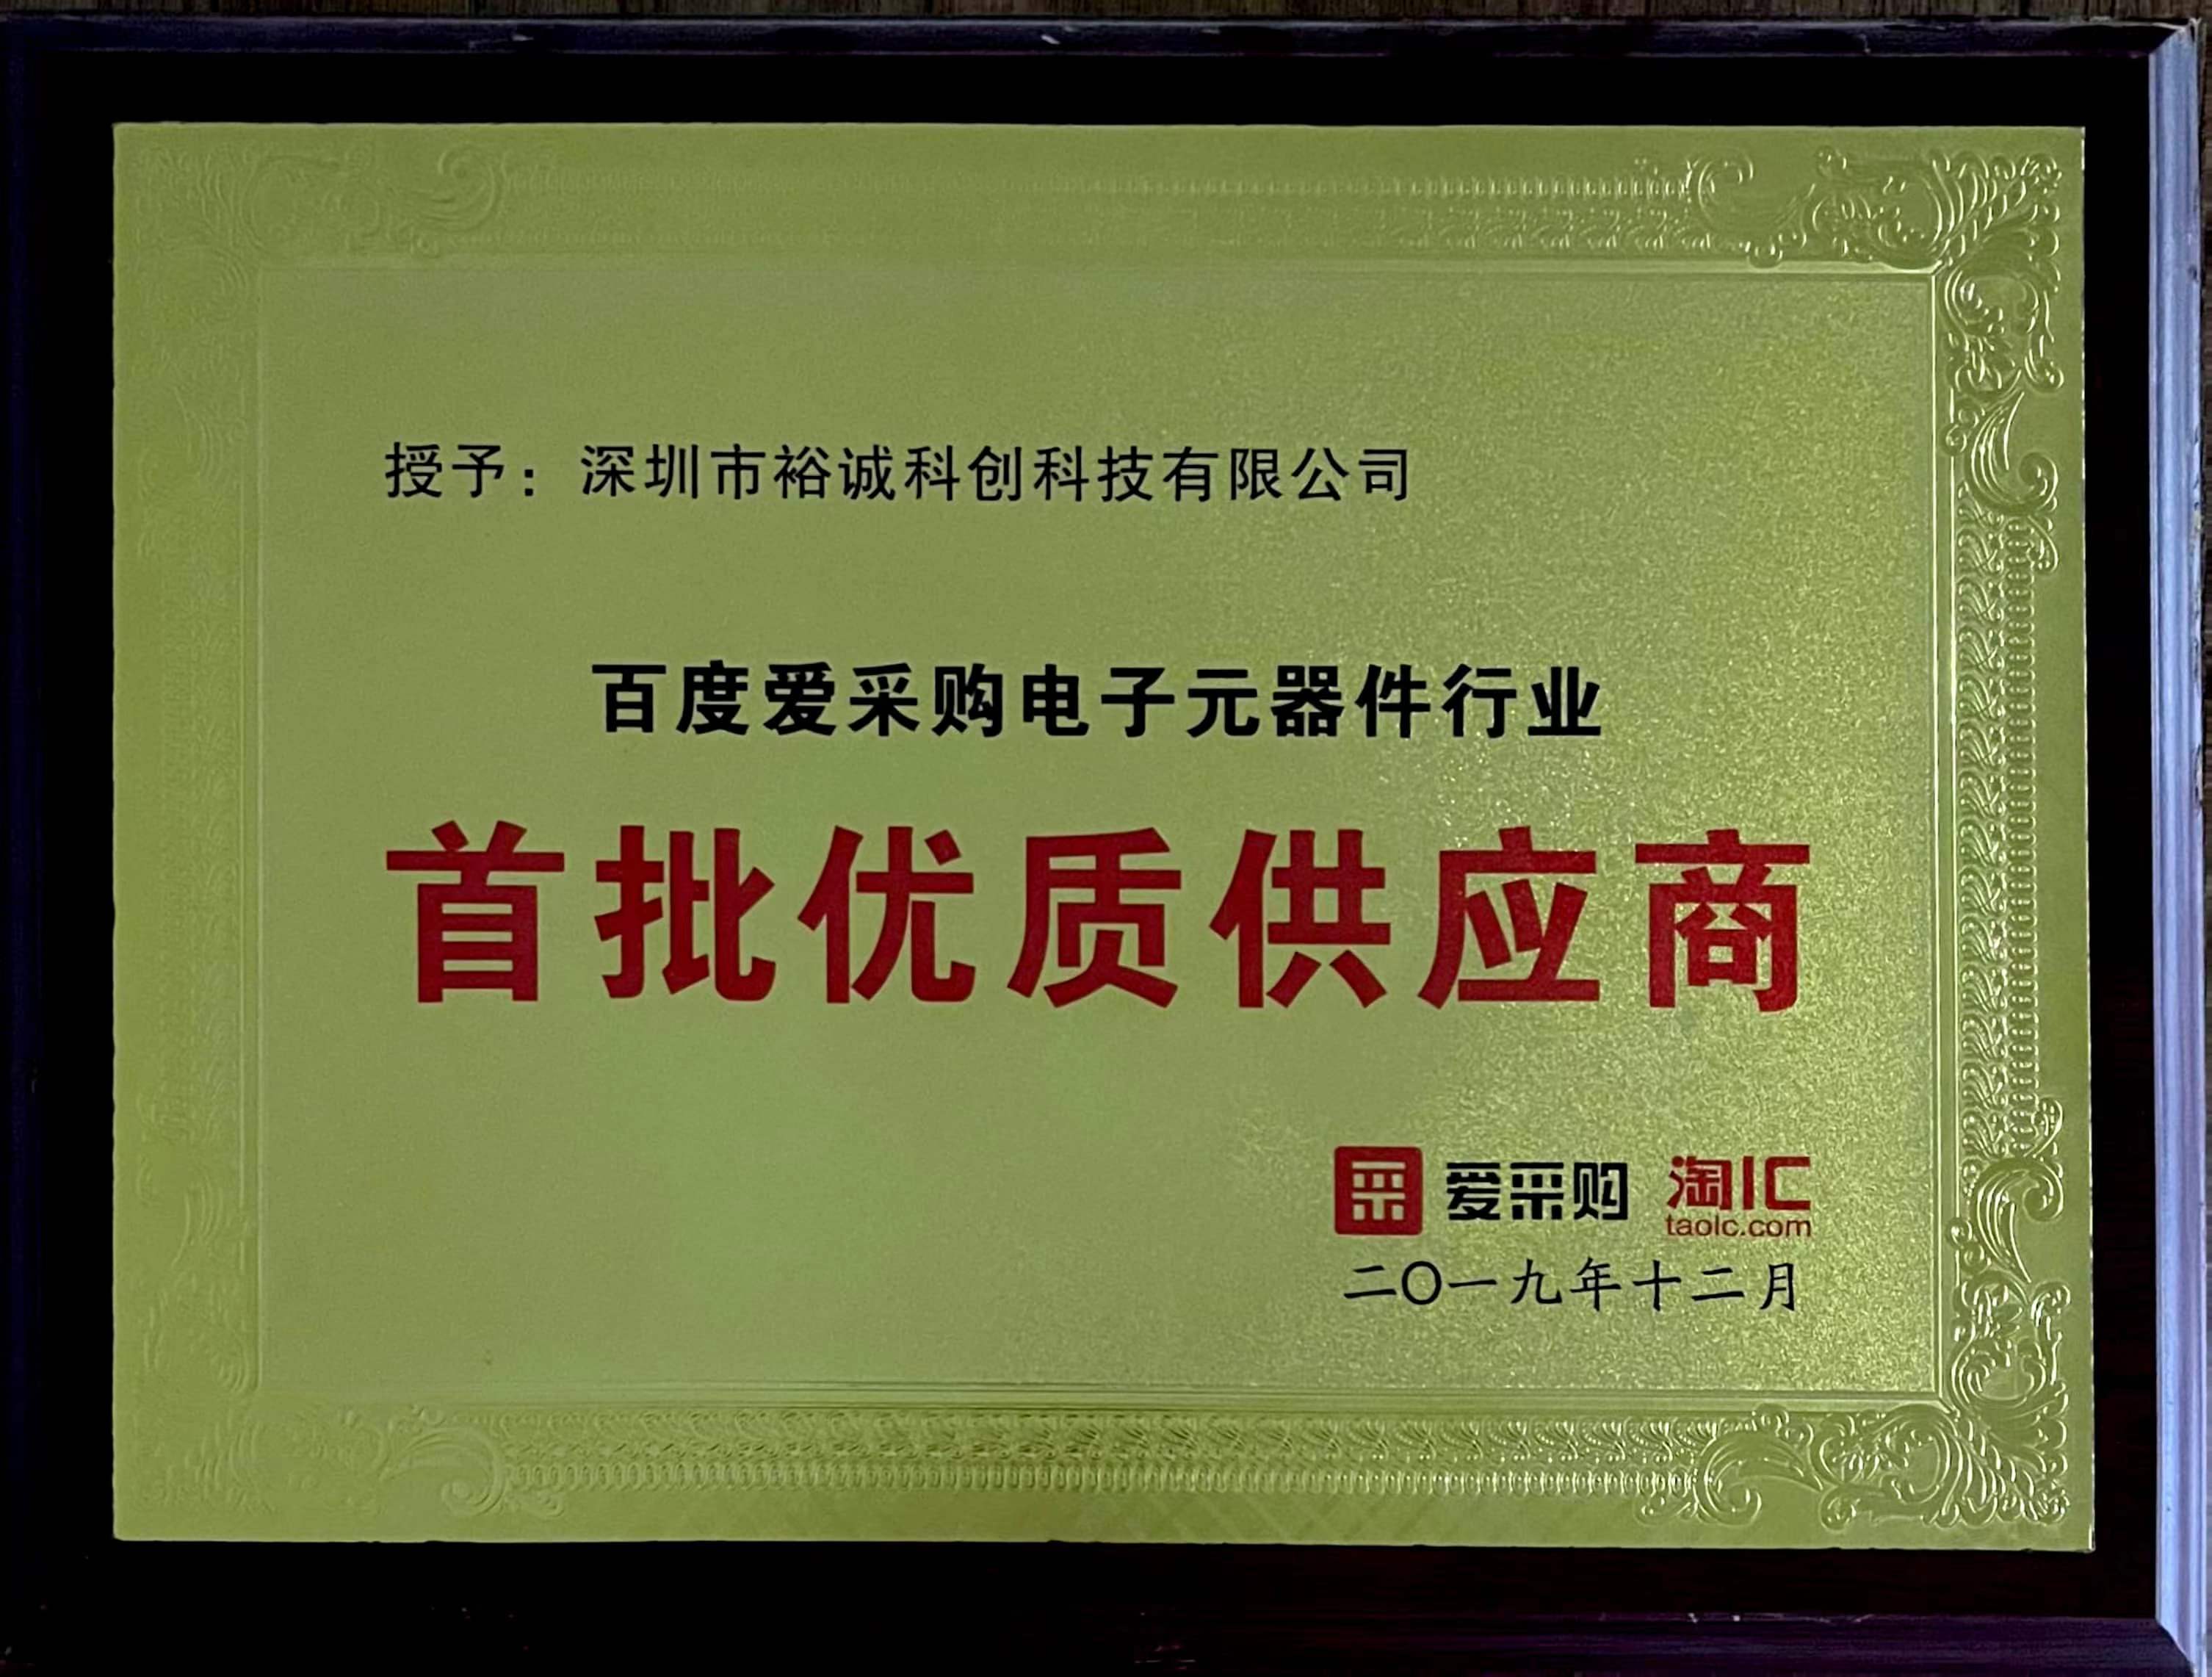 授予：深圳市裕诚科创科技有限公司
百度爱采购电子元器件行业
首批优质供应商
采 爱采购 淘IC
taoIc.com
二〇一九年十二月